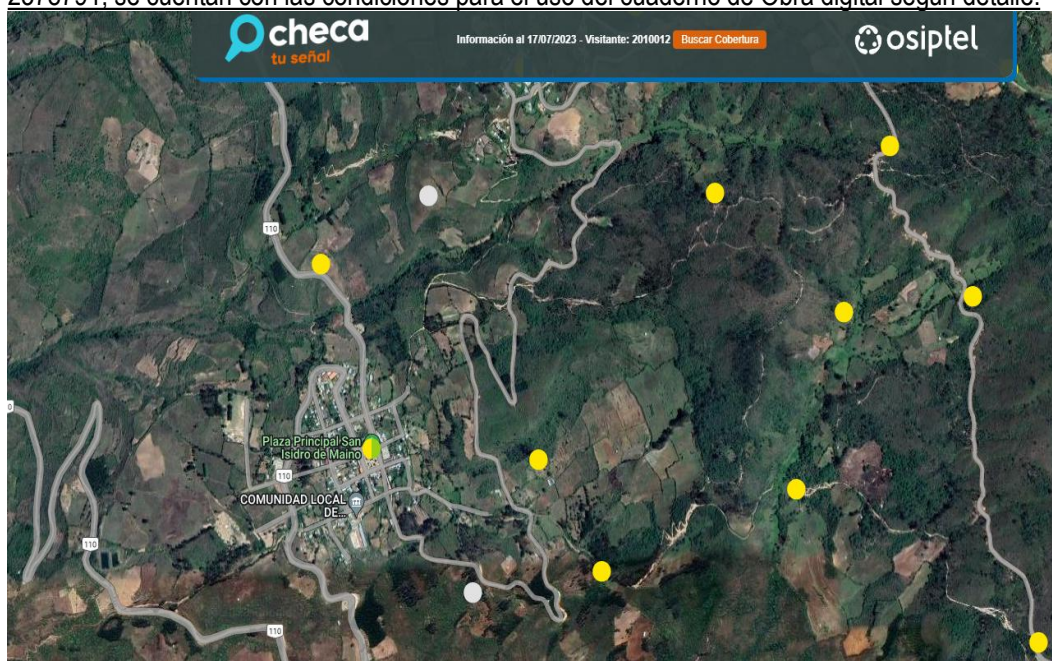 2678791, se cuentan con las condiciones para el uso del cuaderno de Obra digital según detalle:
checa
tu señal
Información al 17/07/2023 - Visitante: 2010012 Buscar Cobertura
osiptel
110
Plaza Principal San
Isidro de Maino
110
COMUNIDAD LOCAL
DE...
110
110